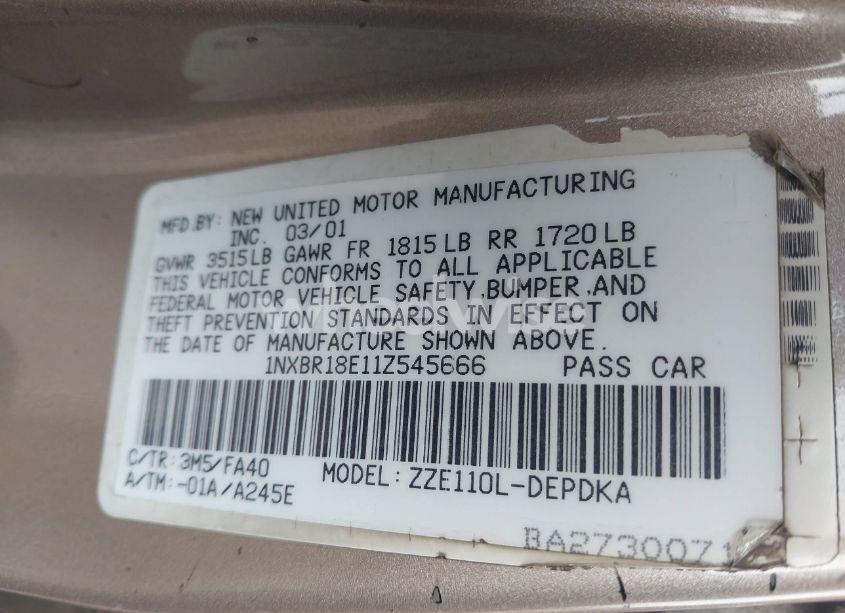 MFD.BY: NEW UNITED MOTOR MANUFACTURING
INC. 03/01
GVWR 3515LB GAWR FR 1815LB RR 1720LB
THIS VEHICLE CONFORMS TO ALL APPLICABLE
FEDERAL MOTOR VEHICLE SAFETY,BUMPER,AND
THEFT PREVENTION STANDARDS IN EFFECT ON
THE DATE OF MANUFACTURE SHOWN ABOVE.
1NXBR18E11Z545666 PASS CAR
C/TR: 3M5/FA40
A/TM:-01A/A245E
MODEL: ZZE110L-DEPDKA
BA2730071